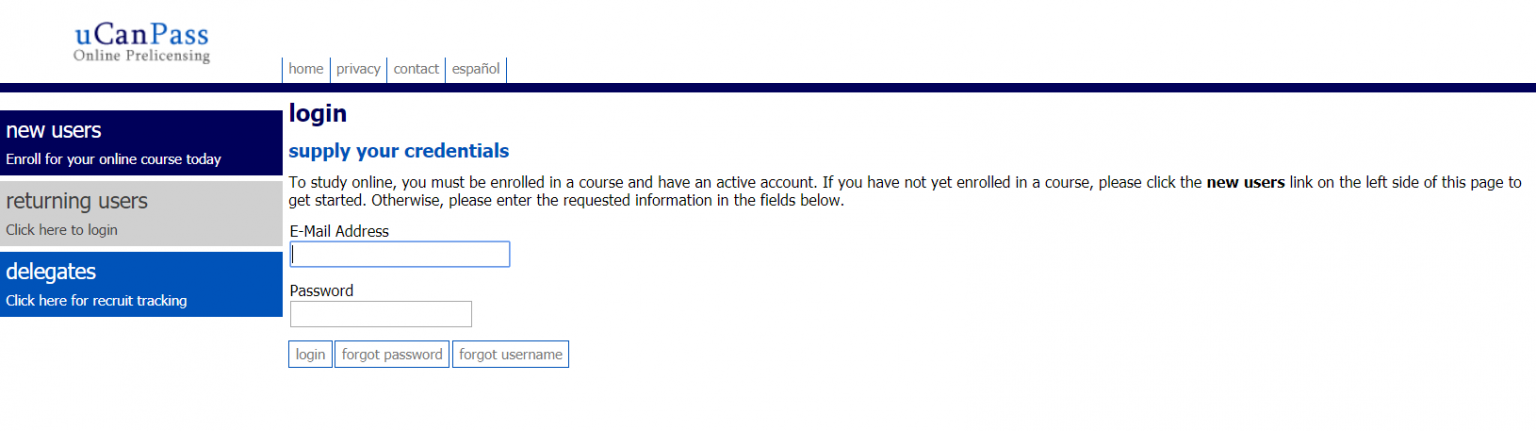 uCanPass
Online Prelicensing
home privacy contact español
new users
Enroll for your online course today
returning users
Click here to login
delegates
Click here for recruit tracking
login
supply your credentials
To study online, you must be enrolled in a course and have an active account. If you have not yet enrolled in a course, please click the new users link on the left side of this page to
get started. Otherwise, please enter the requested information in the fields below.
E-Mail Address
Password
login forgot password forgot username